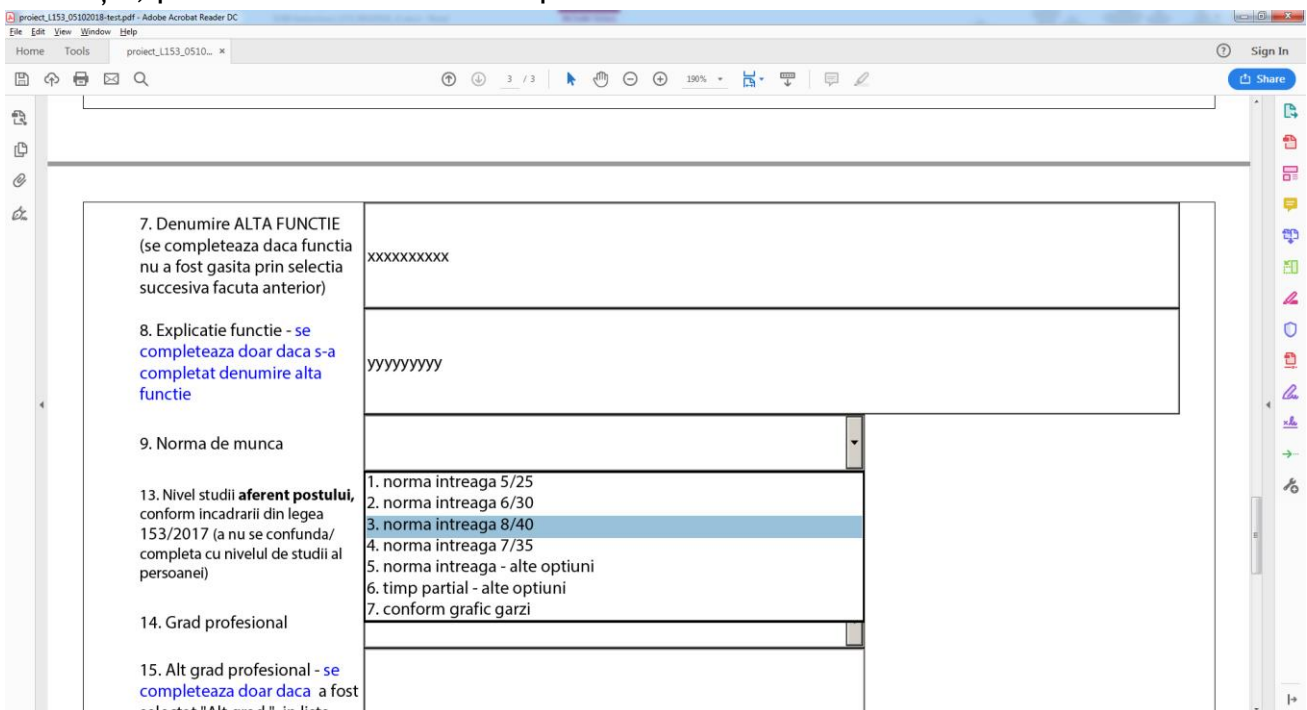 proiect_L153_05102018-test.pdf - Adobe Acrobat Reader DC
File Edit View Window Help
Home Tools proiect_L153_0510... × Sign In
3 / 3 190% Share
7. Denumire ALTA FUNCTIE
(se completeaza daca functia
nu a fost gasita prin selectia
succesiva facuta anterior)
xxxxxxxxxx
8. Explicatie functie - se
completeaza doar daca s-a
completat denumire alta
functie
yyyyyyyyy
9. Norma de munca
1. norma intreaga 5/25
2. norma intreaga 6/30
3. norma intreaga 8/40
4. norma intreaga 7/35
5. norma intreaga - alte optiuni
6. timp partial - alte optiuni
7. conform grafic garzi
13. Nivel studii aferent postului,
conform incadrarii din legea
153/2017 (a nu se confunda/
completa cu nivelul de studii al
persoanei)
14. Grad profesional
15. Alt grad profesional - se
completeaza doar daca a fost